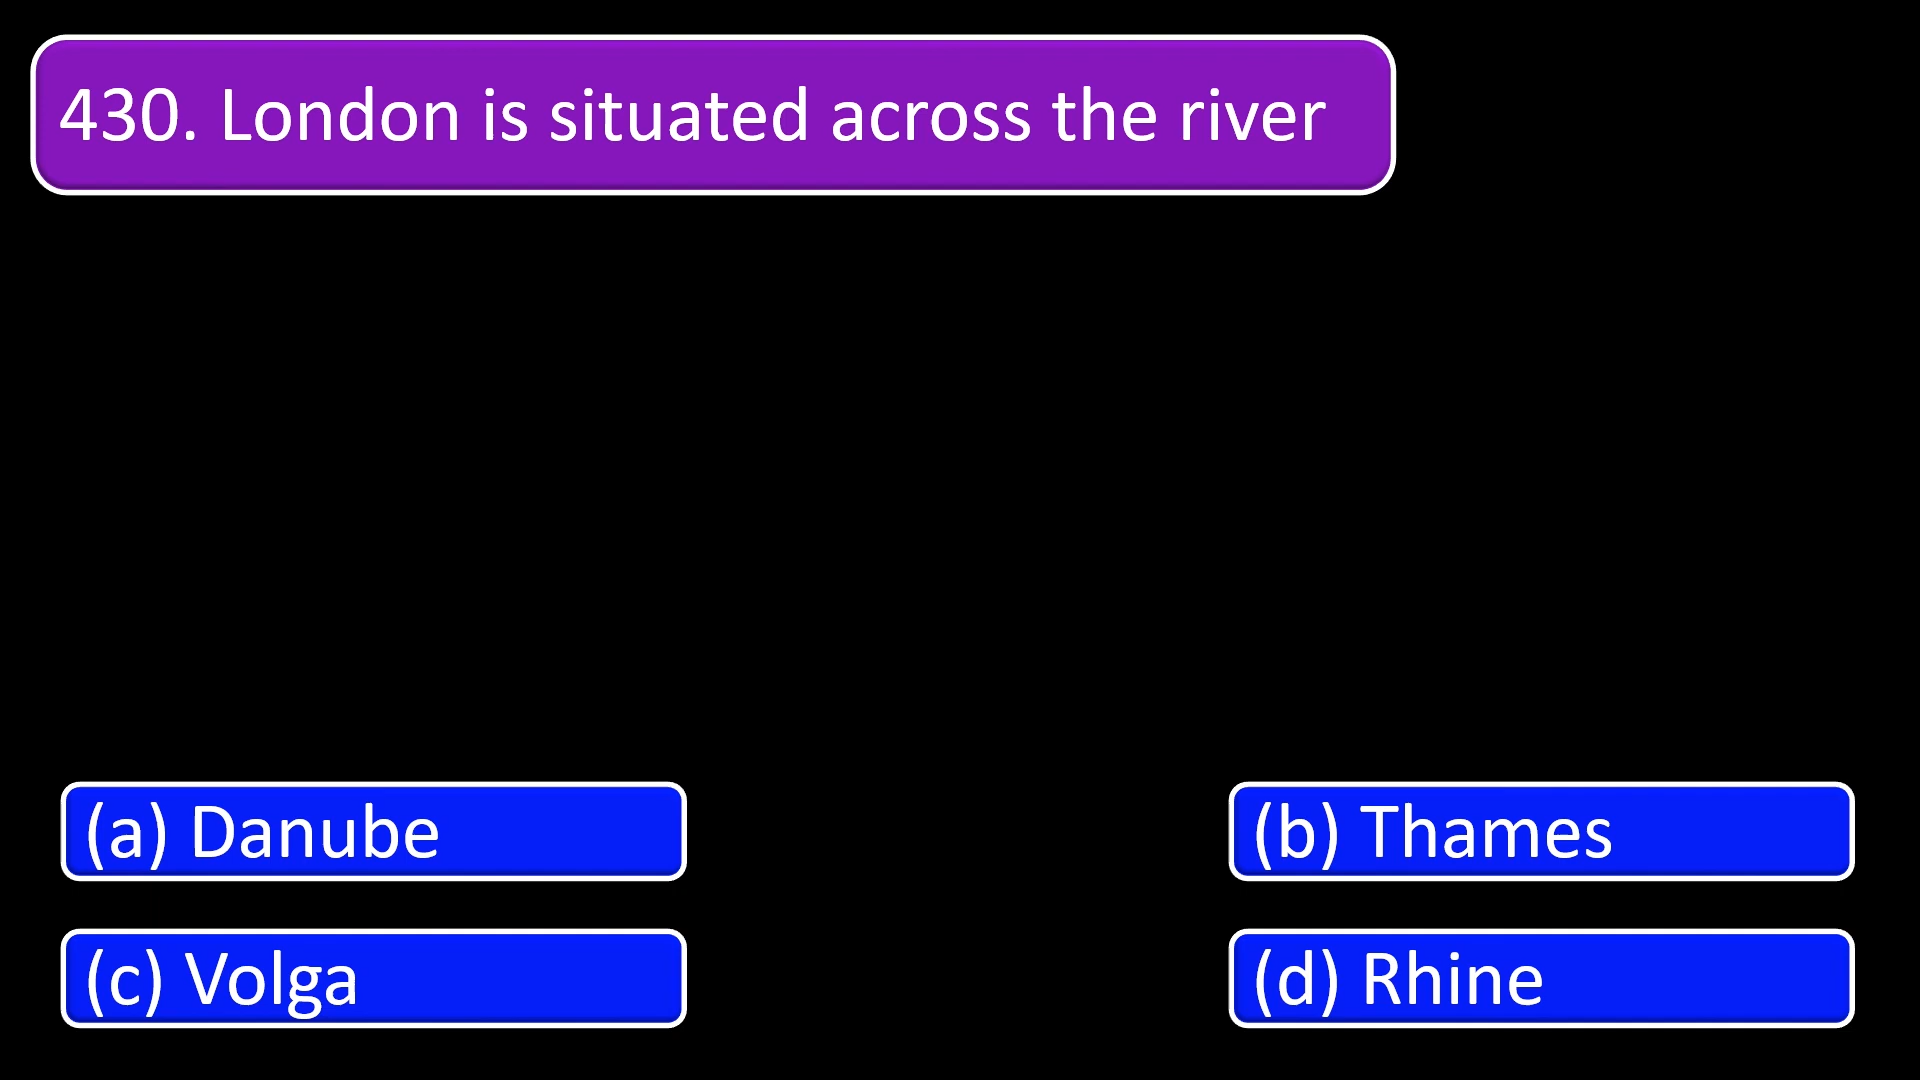 430. London is situated across the river
(a) Danube
(b) Thames
(c) Volga
(d) Rhine